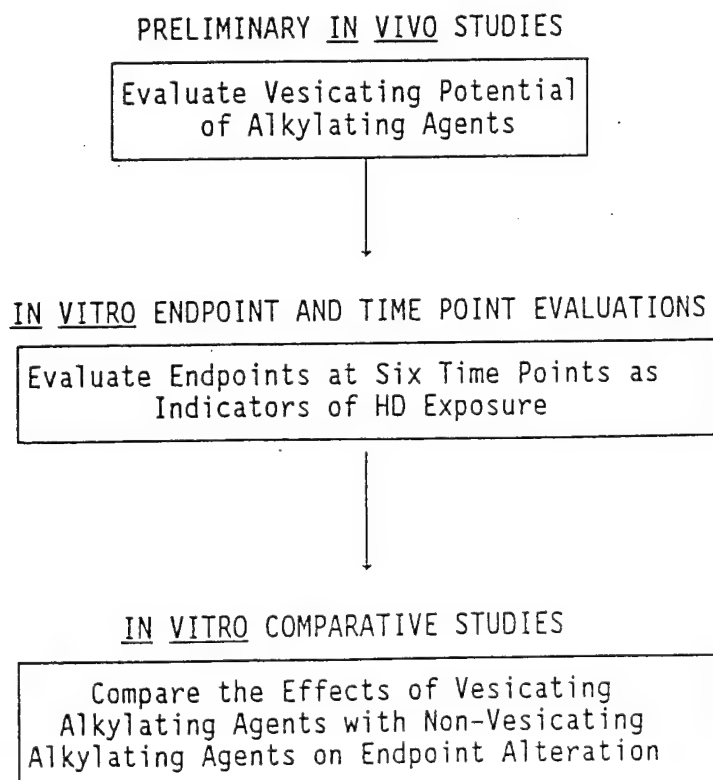 PRELIMINARY IN VIVO STUDIES
Evaluate Vesicating Potential
of Alkylating Agents
IN VITRO ENDPOINT AND TIME POINT EVALUATIONS
Evaluate Endpoints at Six Time Points as
Indicators of HD Exposure
IN VITRO COMPARATIVE STUDIES
Compare the Effects of Vesicating
Alkylating Agents with Non-Vesicating
Alkylating Agents on Endpoint Alteration